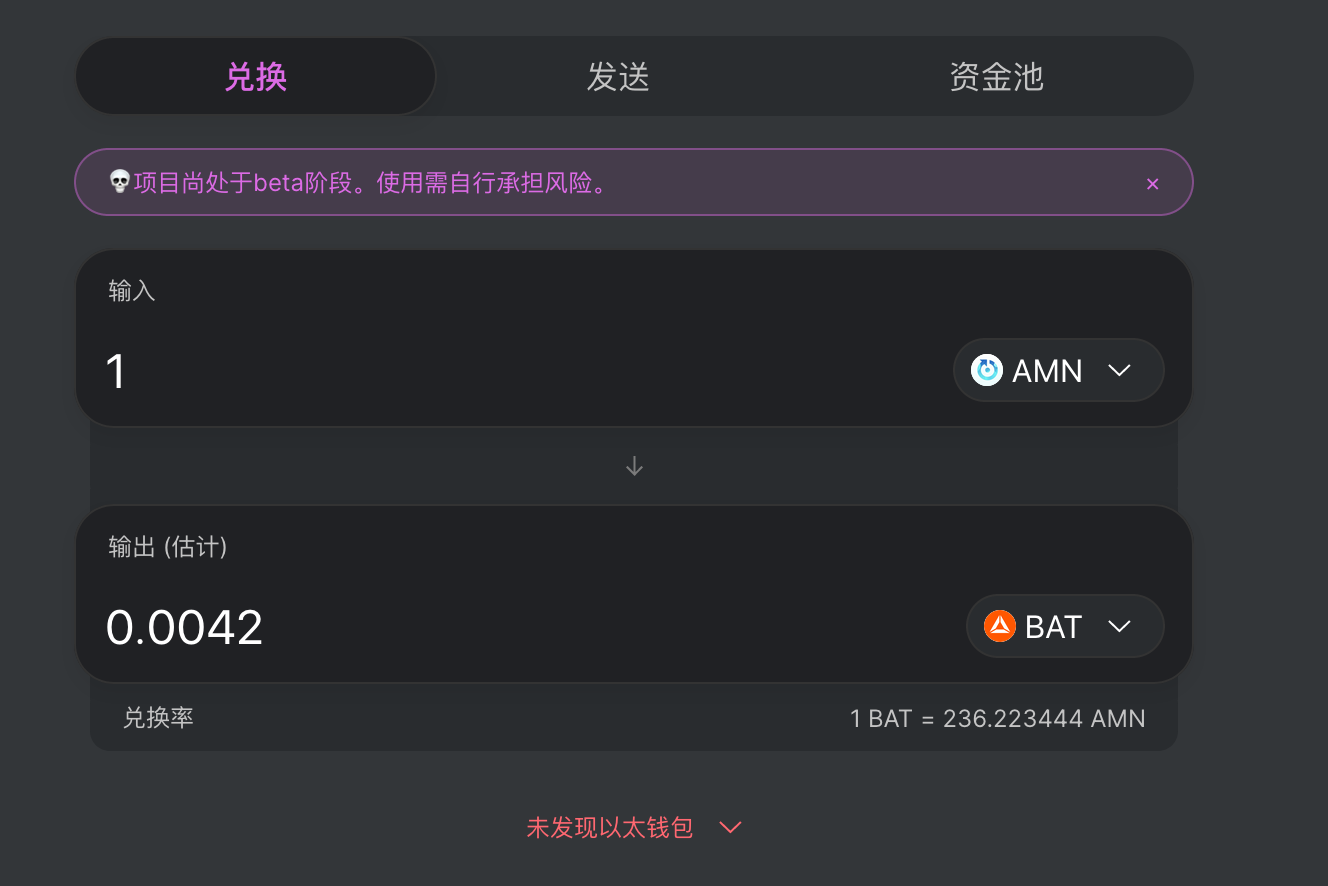 兑换 发送 资金池
💀项目尚处于beta阶段。使用需自行承担风险。 ×
输入
1 AMN
↓
输出 (估计)
0.0042 BAT
兑换率 1 BAT = 236.223444 AMN
未发现以太钱包